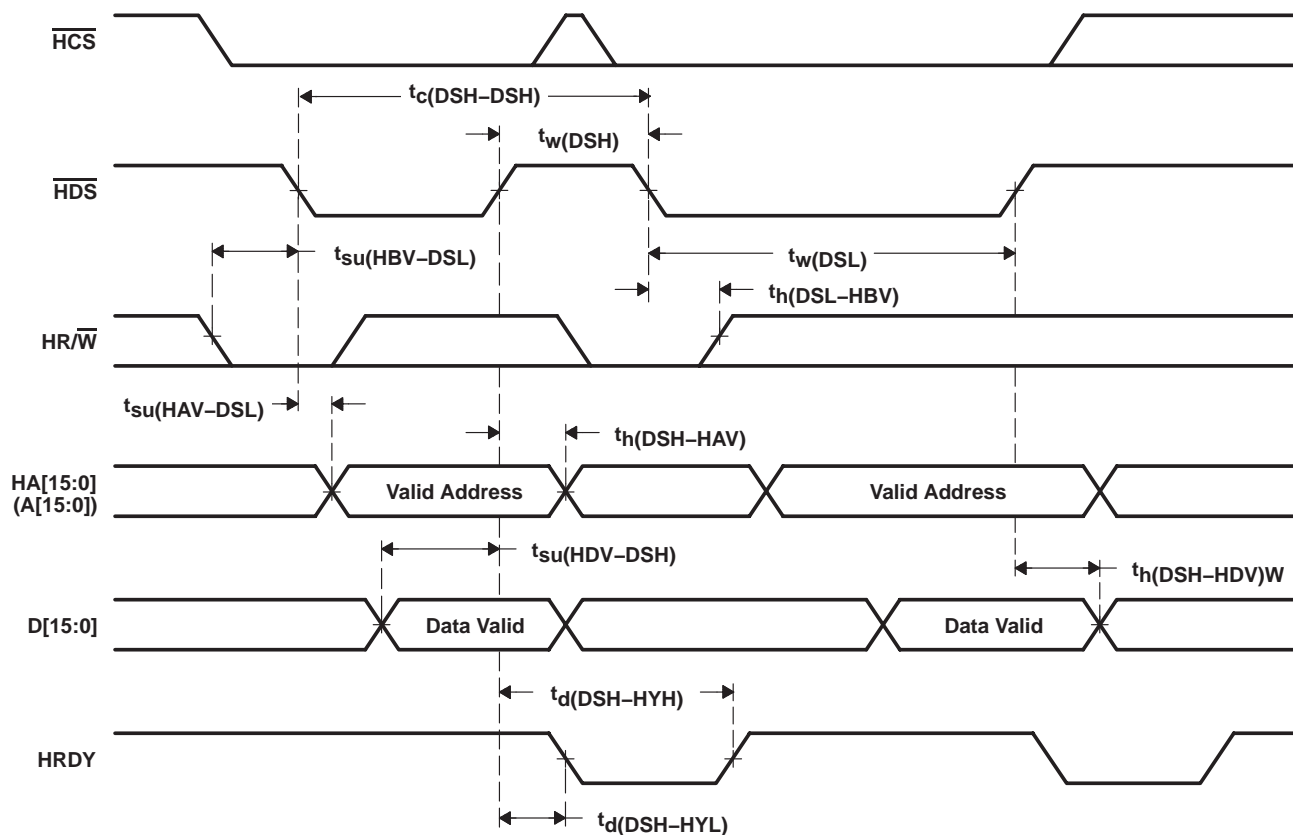 HCS
tc(DSH–DSH)
tw(DSH)
HDS
tsu(HBV–DSL)
tw(DSL)
th(DSL–HBV)
HR/W
tsu(HAV–DSL)
th(DSH–HAV)
HA[15:0]
(A[15:0])
Valid Address
Valid Address
tsu(HDV–DSH)
th(DSH–HDV)W
D[15:0]
Data Valid
Data Valid
td(DSH–HYH)
HRDY
td(DSH–HYL)